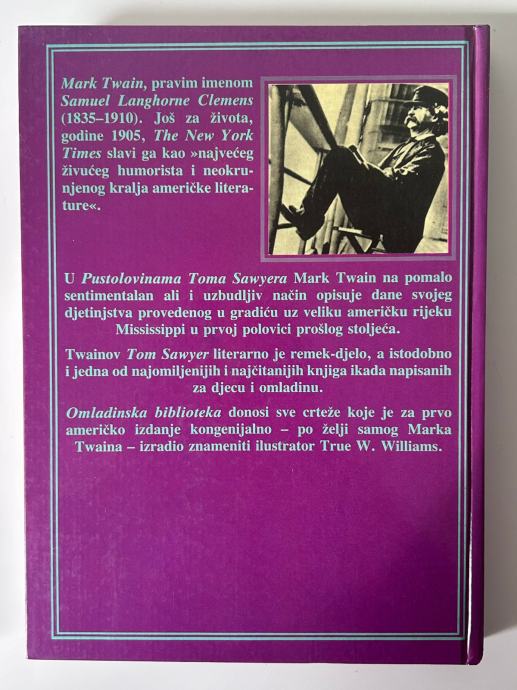 Mark Twain, pravim imenom
Samuel Langhorne Clemens
(1835–1910). Još za života,
godine 1905, The New York
Times slavi ga kao »najvećeg
živućeg humorista i neokru-
njenog kralja američke litera-
ture«.
U Pustolovinama Toma Sawyera Mark Twain na pomalo
sentimentalan ali i uzbudljiv način opisuje dane svojeg
djetinjstva provedenog u gradiću uz veliku američku rijeku
Mississippi u prvoj polovici prošlog stoljeća.
Twainov Tom Sawyer literarno je remek-djelo, a istodobno
i jedna od najomiljenijih i najčitanijih knjiga ikada napisanih
za djecu i omladinu.
Omladinska biblioteka donosi sve crteže koje je za prvo
američko izdanje kongenijalno – po želji samog Marka
Twaina – izradio znameniti ilustrator True W. Williams.